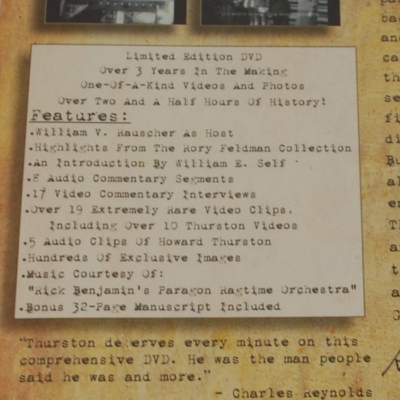 Limited Edition DVD
Over 3 Years In The Making
One-Of-A-Kind Videos And Photos
Over Two And A Half Hours Of History!
Features:
.William V. Rauscher As Host
.Highlights From The Rory Feldman Collection
.An Introduction By William E. Self
.8 Audio Commentary Segments
.17 Video Commentary Interviews
.Over 19 Extremely Rare Video Clips,
Including Over 10 Thurston Videos
.5 Audio Clips Of Howard Thurston
.Hundreds Of Exclusive Images
.Music Courtesy Of:
"Rick Benjamin's Paragon Ragtime Orchestra"
.Bonus 32-Page Manuscript Included
"Thurston deserves every minute on this
comprehensive DVD. He was the man people
said he was and more."
- Charles Reynolds